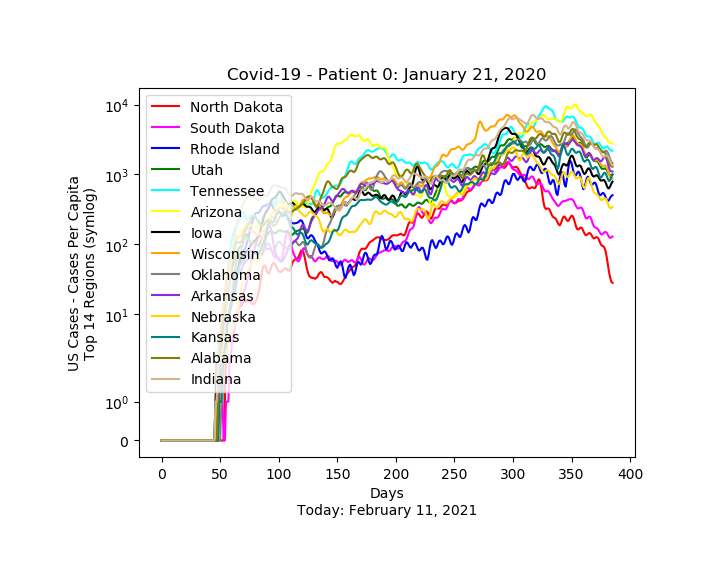 Covid-19 - Patient 0: January 21, 2020
US Cases - Cases Per Capita
Top 14 Regions (symlog)
10^4
10^3
10^2
10^1
10^0
0
North Dakota
South Dakota
Rhode Island
Utah
Tennessee
Arizona
Iowa
Wisconsin
Oklahoma
Arkansas
Nebraska
Kansas
Alabama
Indiana
0 50 100 150 200 250 300 350 400
Days
Today: February 11, 2021